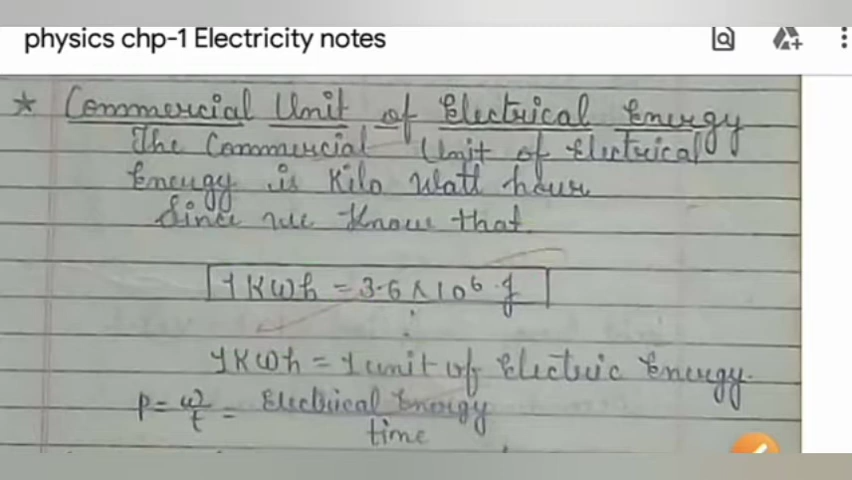 physics chp-1 Electricity notes
* Commercial Unit of Electrical Energy
The Commercial Unit of Electrical
Energy is Kilo Watt hour
Since we Know that
1 KWh = 3.6 × 10⁶ J
1 KWh = 1 unit of Electric Energy.
P = w/t = Electrical Energy/time